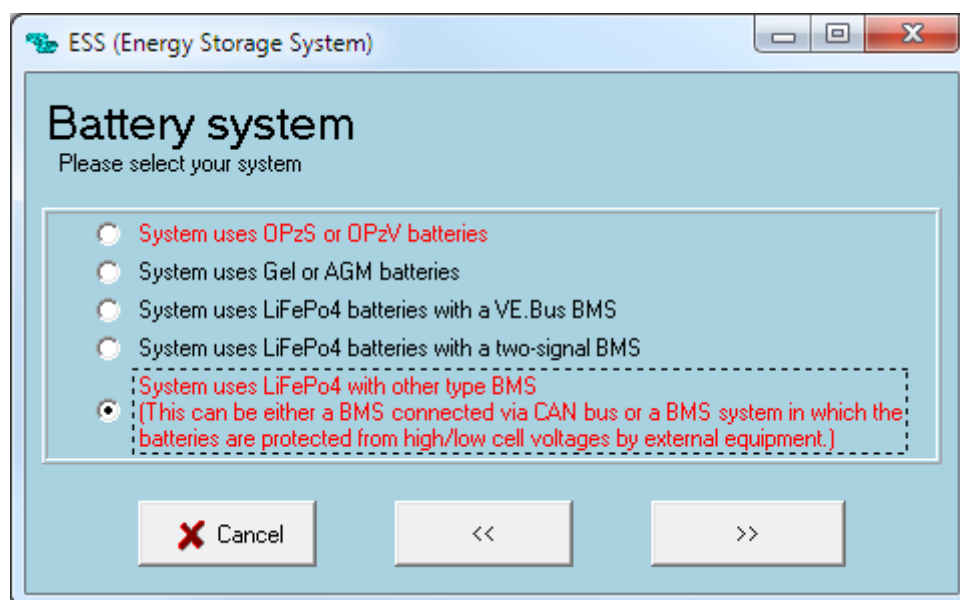 ESS (Energy Storage System)
Battery system
Please select your system
System uses OPzS or OPzV batteries
System uses Gel or AGM batteries
System uses LiFePo4 batteries with a VE.Bus BMS
System uses LiFePo4 batteries with a two-signal BMS
System uses LiFePo4 with other type BMS
(This can be either a BMS connected via CAN bus or a BMS system in which the
batteries are protected from high/low cell voltages by external equipment.)
Cancel
<<
>>